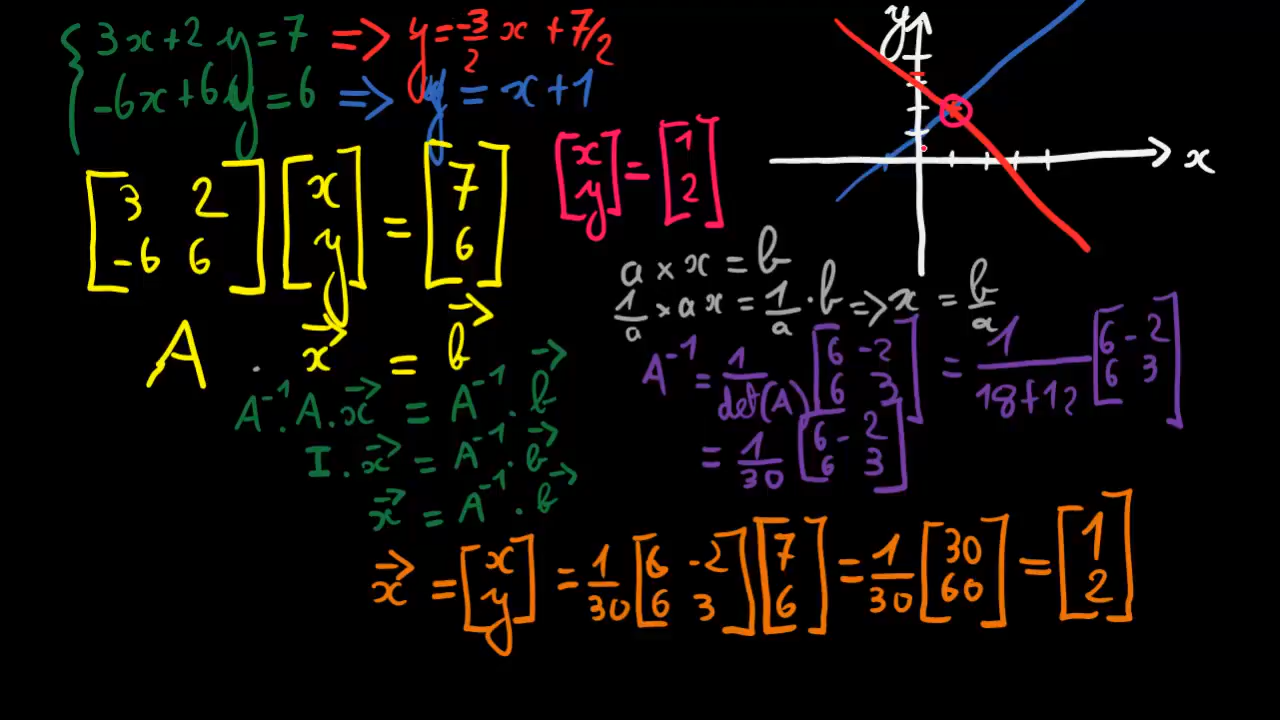 3x+2y=7 => y=-3/2 x + 7/2
-6x+6y=6 => y=x+1
y
x
[3 2; -6 6] [x; y] = [7; 6]
[x; y] = [1; 2]
A . x⃗ = b⃗
a × x = b
1/a × a x = 1/a · b => x = b/a
A⁻¹ . A . x⃗ = A⁻¹ . b⃗
I . x⃗ = A⁻¹ . b⃗
x⃗ = A⁻¹ . b⃗
A⁻¹ = 1/det(A) [6 -2; 6 3] = 1/18+12 [6 -2; 6 3]
= 1/30 [6 -2; 6 3]
x⃗ = [x; y] = 1/30 [6 -2; 6 3] [7; 6] = 1/30 [30; 60] = [1; 2]